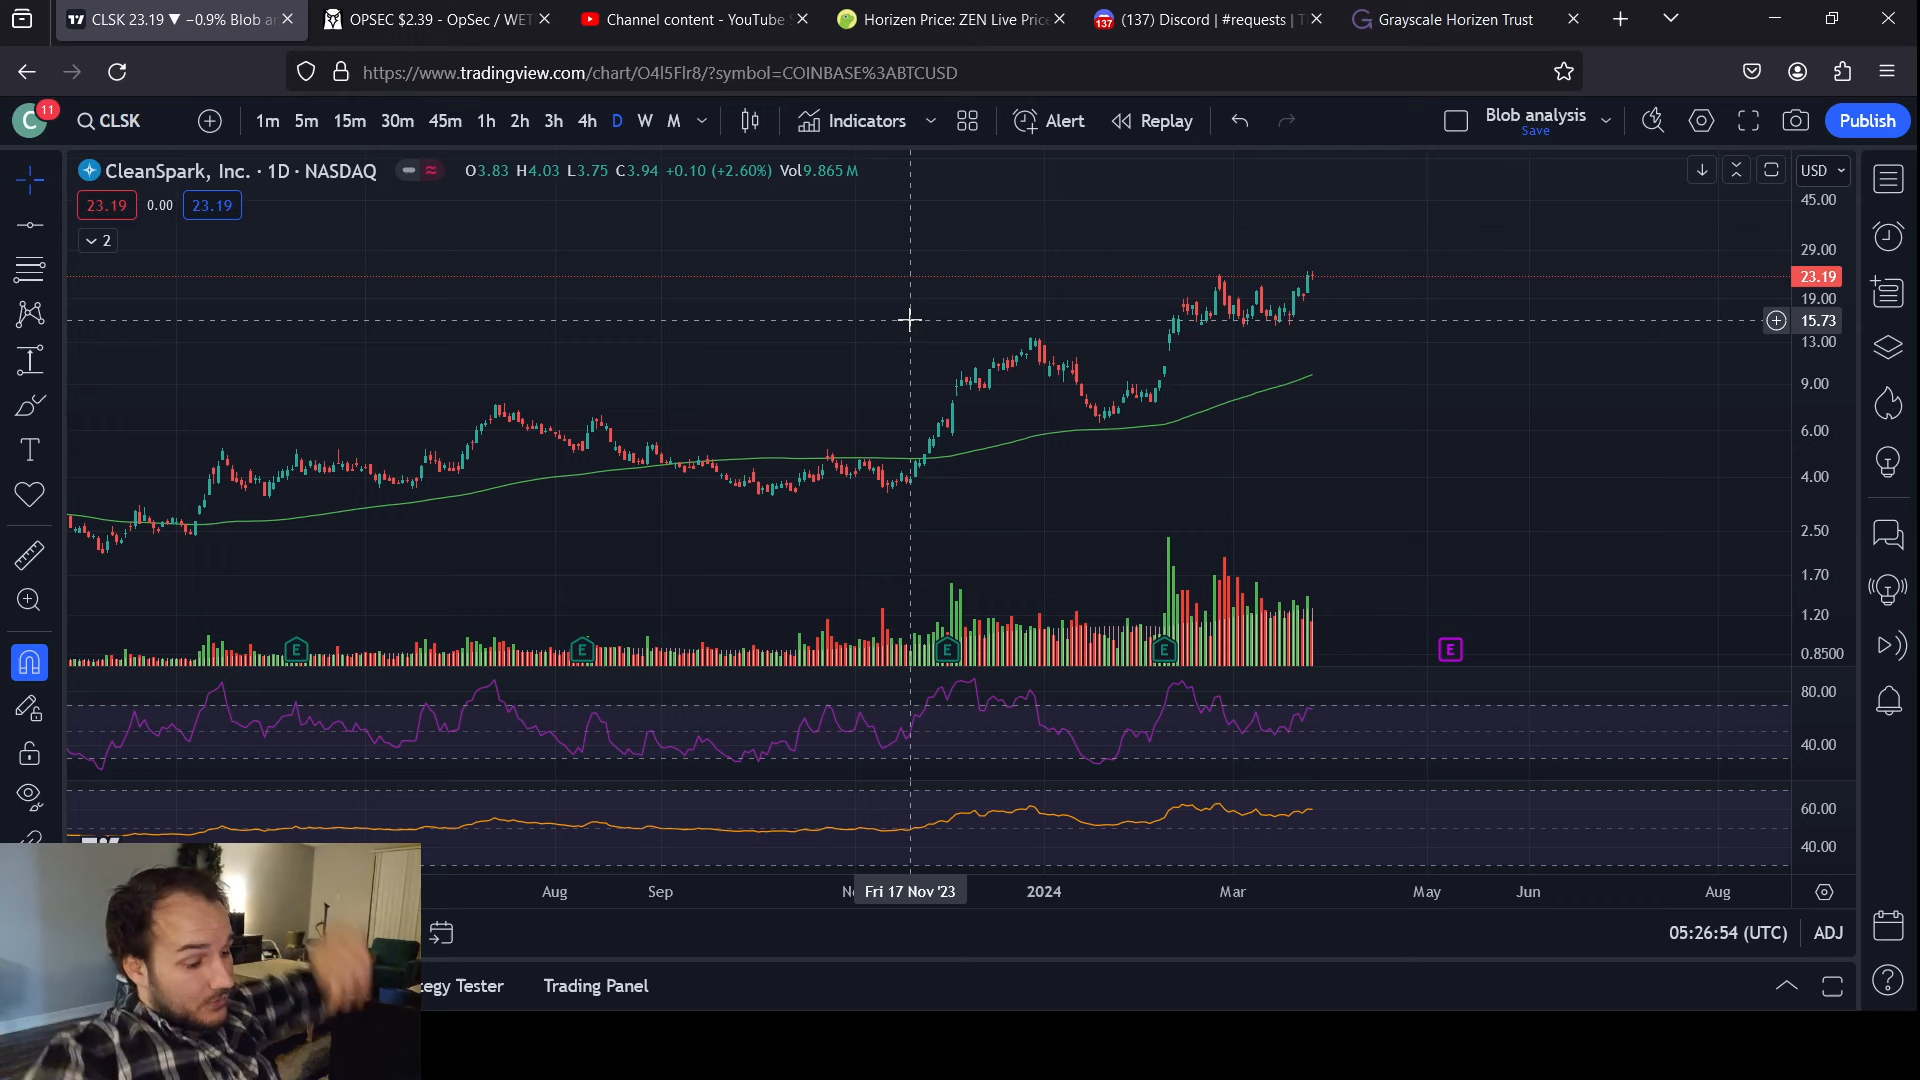 CLSK 23.19 ▼ −0.9% Blob a
OPSEC $2.39 - OpSec / WET
Channel content - YouTube S
Horizen Price: ZEN Live Price
137
(137) Discord | #requests | T
Grayscale Horizen Trust
https://www.tradingview.com/chart/O4l5Flr8/?symbol=COINBASE%3ABTCUSD
C
11
CLSK
1m 5m 15m 30m 45m 1h 2h 3h 4h D W M
Indicators
Alert
Replay
Blob analysis
Save
Publish
CleanSpark, Inc. · 1D · NASDAQ
O3.83 H4.03 L3.75 C3.94 +0.10 (+2.60%) Vol9.865 M
USD
23.19 0.00 23.19
2
45.00
29.00
23.19
19.00
15.73
13.00
9.00
6.00
4.00
2.50
1.70
1.20
0.8500
E E E E E
80.00
40.00
60.00
40.00
Aug Sep Fri 17 Nov '23 2024 Mar May Jun Aug
05:26:54 (UTC) ADJ
tegy Tester
Trading Panel